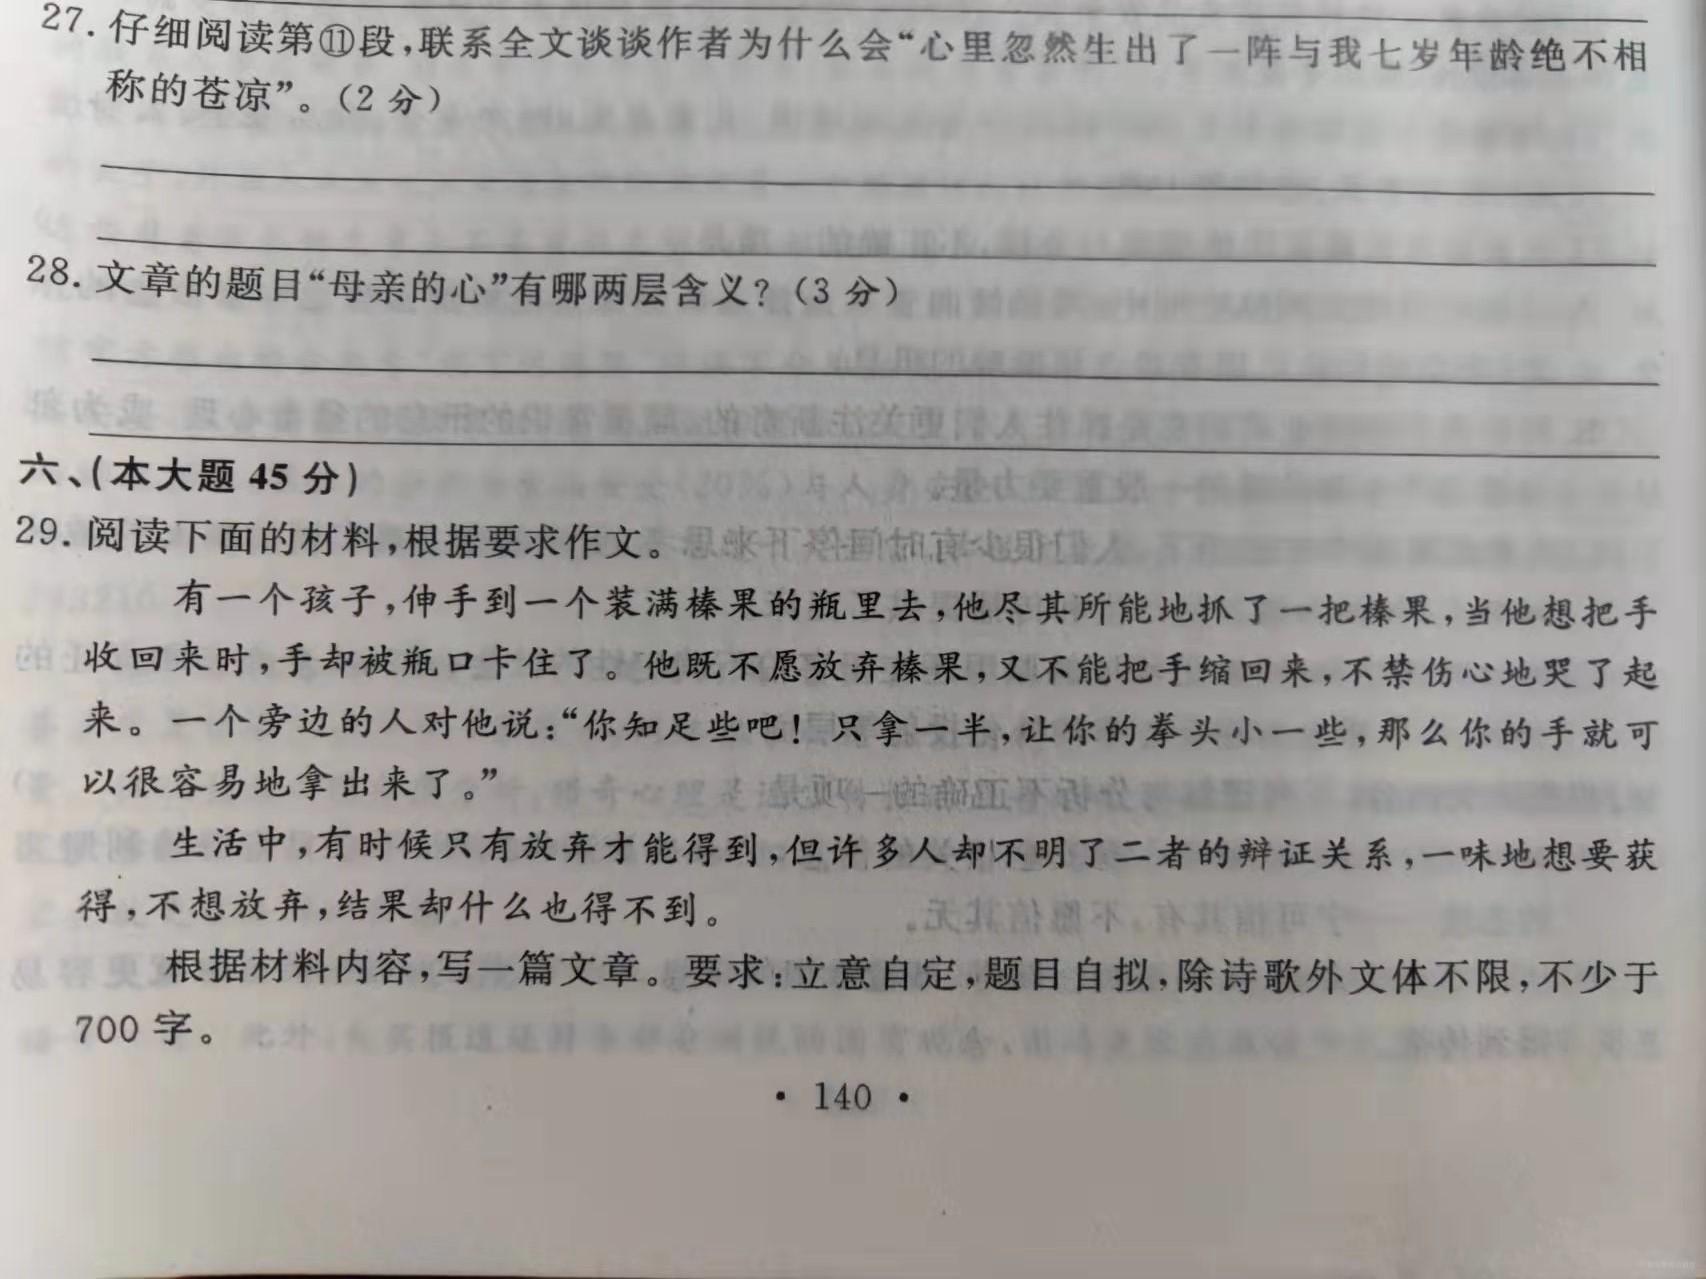 27. 仔细阅读第⑪段,联系全文谈谈作者为什么会“心里忽然生出了一阵与我七岁年龄绝不相
称的苍凉”。(2 分)
28. 文章的题目“母亲的心”有哪两层含义?(3 分)
六、(本大题 45 分)
29. 阅读下面的材料,根据要求作文。
有一个孩子,伸手到一个装满榛果的瓶里去,他尽其所能地抓了一把榛果,当他想把手
收回来时,手却被瓶口卡住了。他既不愿放弃榛果,又不能把手缩回来,不禁伤心地哭了起
来。一个旁边的人对他说:“你知足些吧!只拿一半,让你的拳头小一些,那么你的手就可
以很容易地拿出来了。”
生活中,有时候只有放弃才能得到,但许多人却不明了二者的辩证关系,一味地想要获
得,不想放弃,结果却什么也得不到。
根据材料内容,写一篇文章。要求:立意自定,题目自拟,除诗歌外文体不限,不少于
700 字。
• 140 •